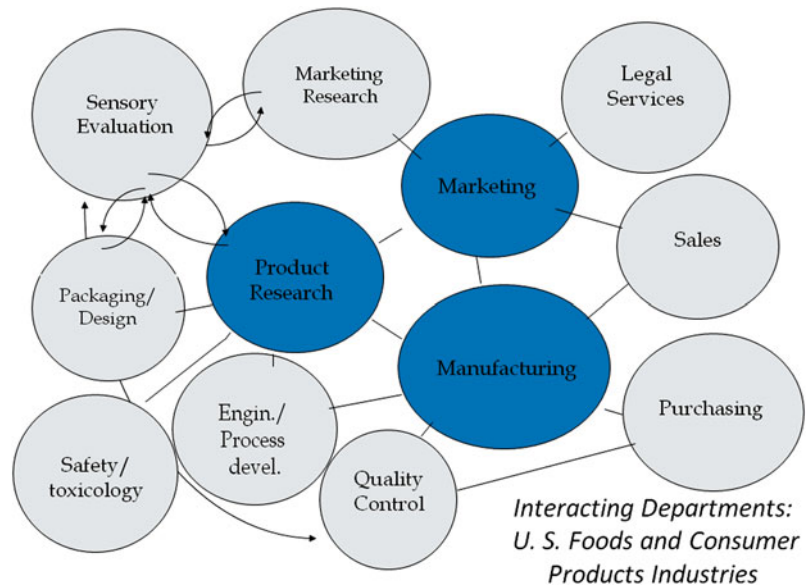 Sensory
Evaluation
Marketing
Research
Legal
Services
Marketing
Sales
Product
Research
Packaging/
Design
Manufacturing
Purchasing
Engin./
Process
devel.
Safety/
toxicology
Quality
Control
Interacting Departments:
U. S. Foods and Consumer
Products Industries